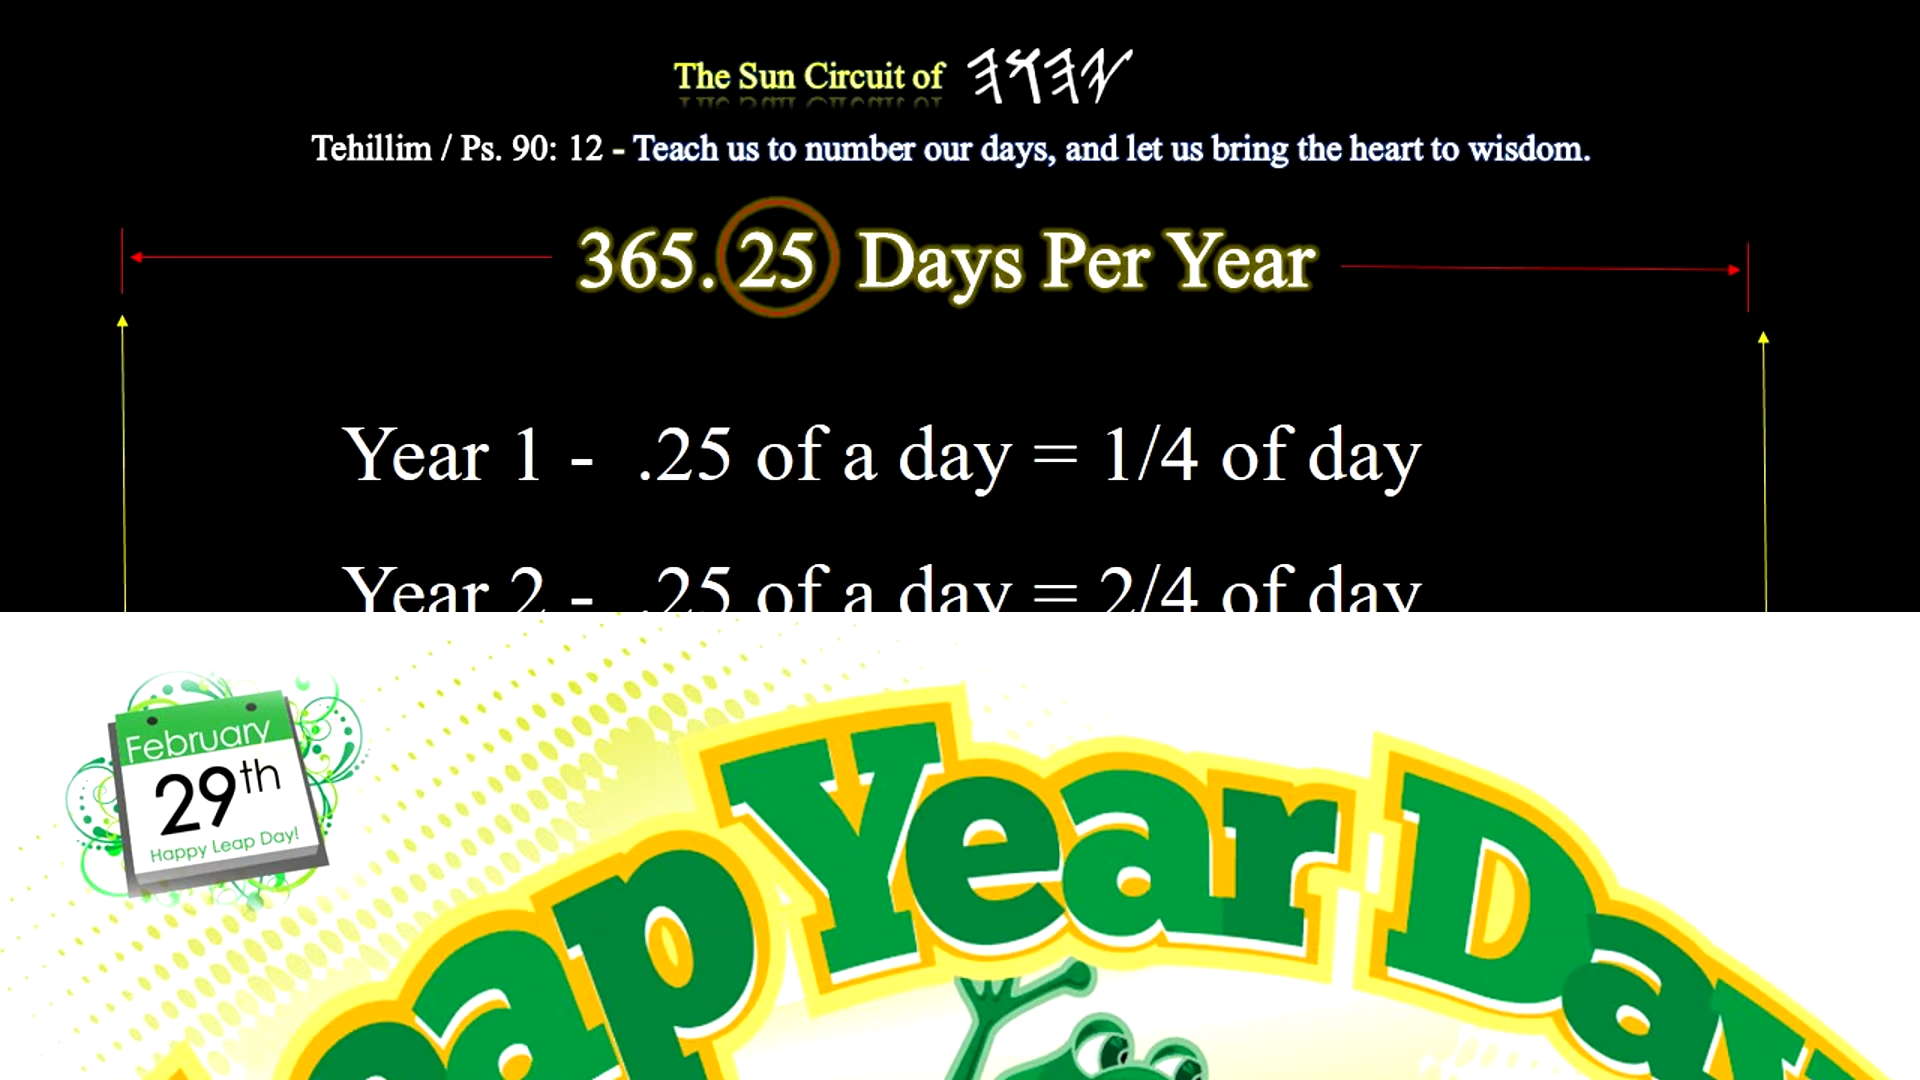 The Sun Circuit of 𐤉𐤄𐤅𐤄
Tehillim / Ps. 90: 12 - Teach us to number our days, and let us bring the heart to wisdom.
365.25 Days Per Year
Year 1 - .25 of a day = 1/4 of day
Year 2 - .25 of a day = 2/4 of day
February
29th
Happy Leap Day!
Leap Year Day